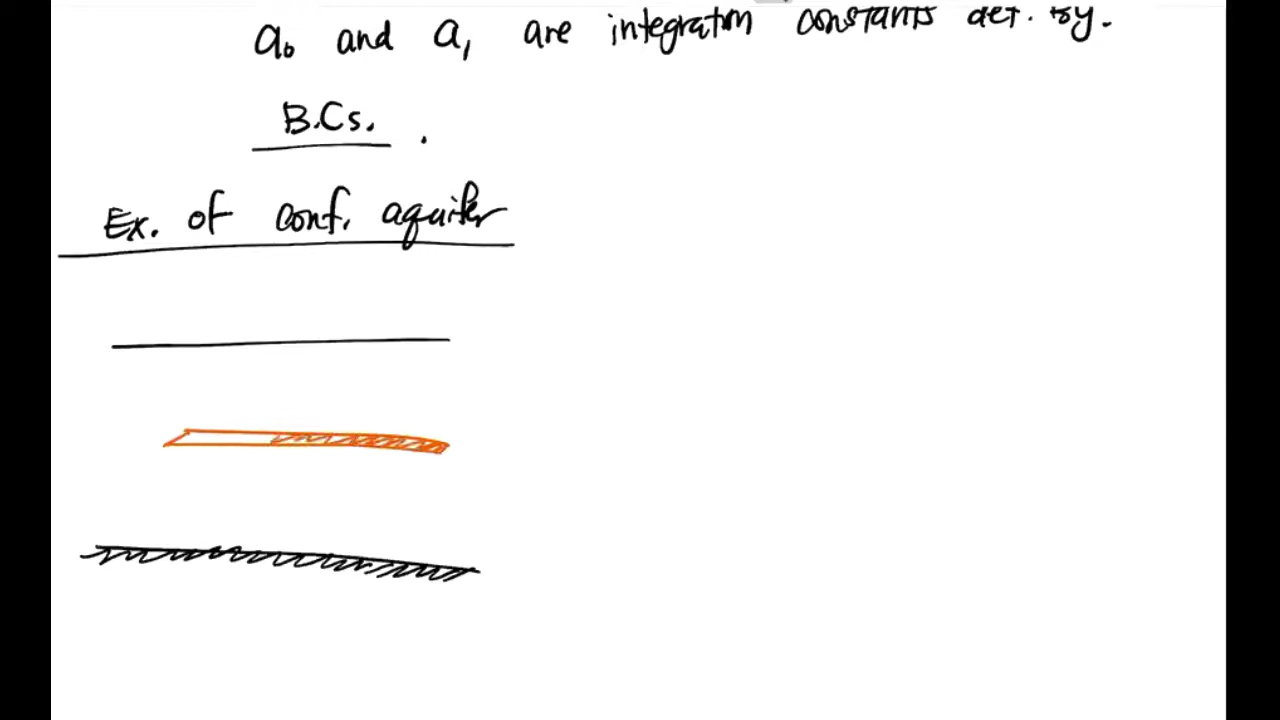 a₀ and a₁ are integration constants det. by.
B.Cs.
Ex. of conf. aquifer